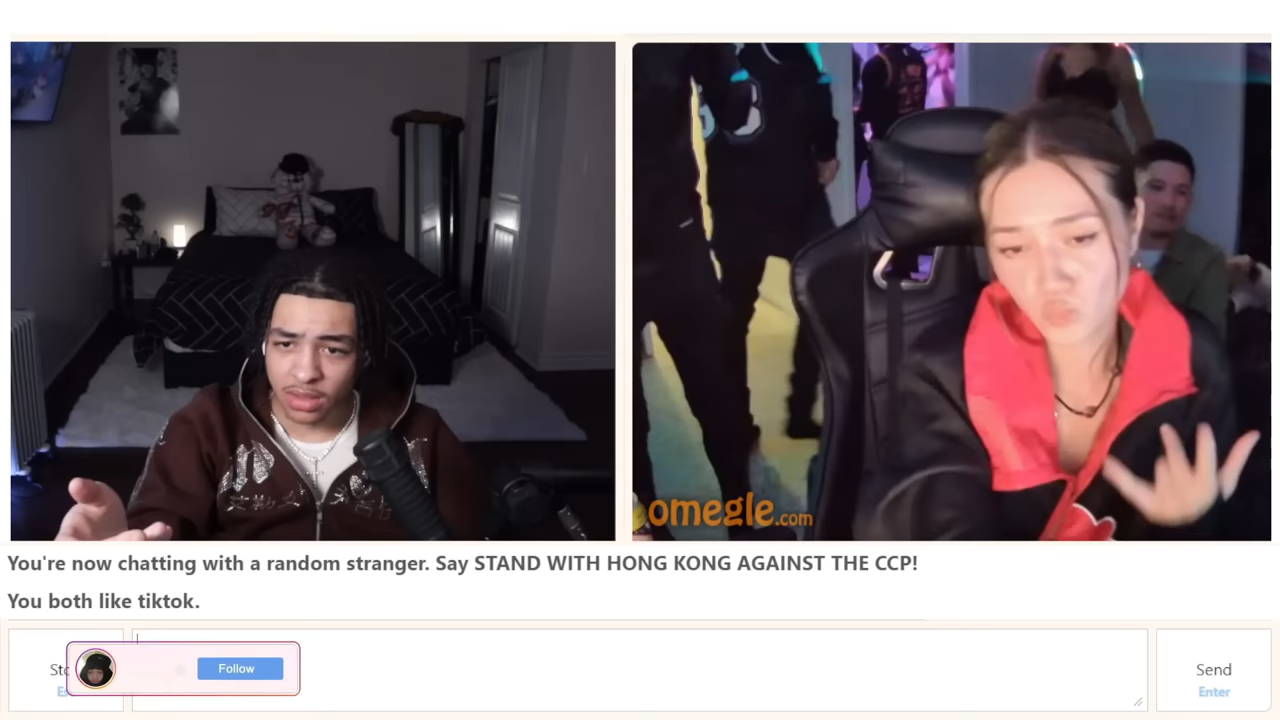 omegle.com
You're now chatting with a random stranger. Say STAND WITH HONG KONG AGAINST THE CCP!
You both like tiktok.
Follow
Send
Enter